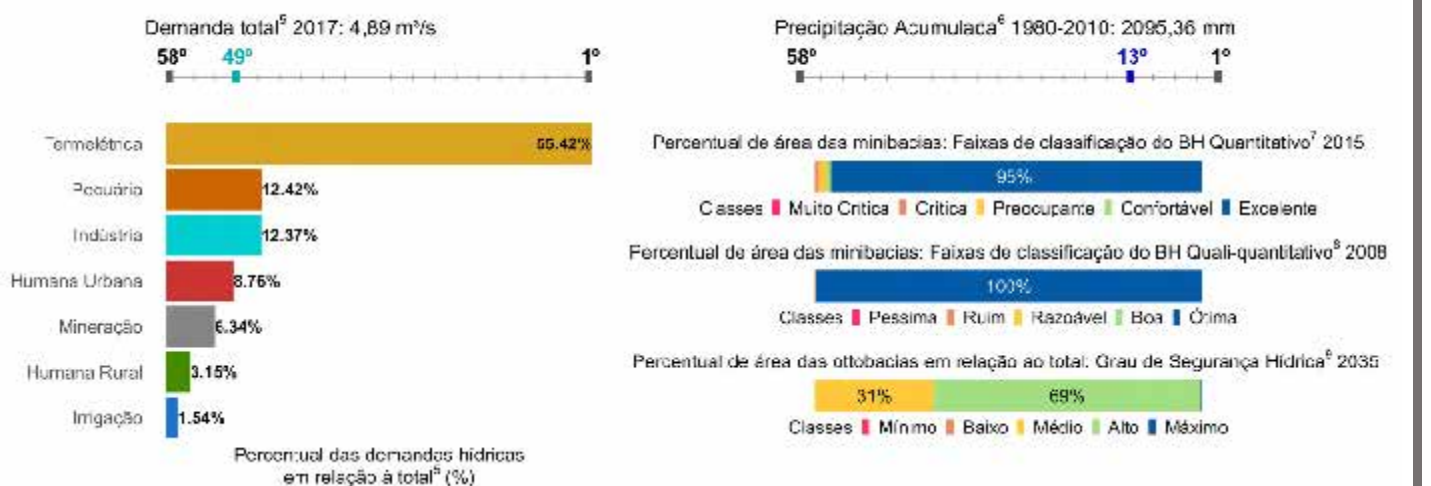 Demanda total⁵ 2017: 4,89 m³/s
58º 49º 1º
Termelétrica 55.42%
Pecuária 12.42%
Indústria 12.37%
Humana Urbana 8.76%
Mineração 6.34%
Humana Rural 3.15%
Irrigação 1.54%
Percentual das demandas hídricas
em relação à total⁵ (%)
Precipitação Acumulada⁶ 1980-2010: 2095,36 mm
58º 13º 1º
Percentual de área das minibacias: Faixas de classificação do BH Quantitativo⁷ 2015
95%
Classes Muito Crítica Crítica Preocupante Confortável Excelente
Percentual de área das minibacias: Faixas de classificação do BH Quali-quantitativo⁸ 2008
100%
Classes Péssima Ruim Razoável Boa Ótima
Percentual de área das ottobacias em relação ao total: Grau de Segurança Hídrica⁹ 2035
31% 69%
Classes Mínimo Baixo Médio Alto Máximo